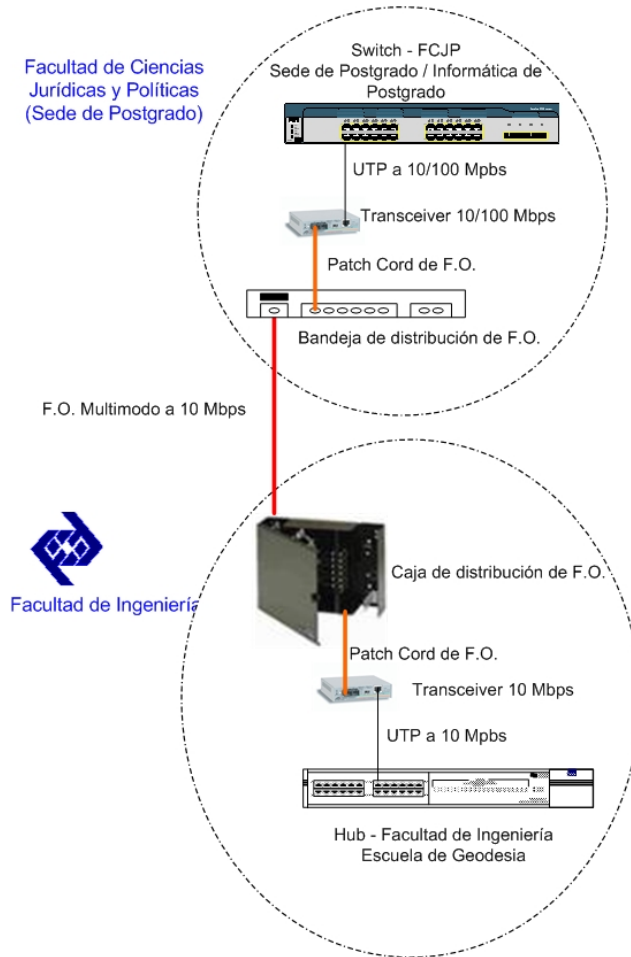 Facultad de Ciencias
Jurídicas y Políticas
(Sede de Postgrado)
Switch - FCJP
Sede de Postgrado / Informática de
Postgrado
UTP a 10/100 Mpbs
Transceiver 10/100 Mbps
Patch Cord de F.O.
Bandeja de distribución de F.O.
F.O. Multimodo a 10 Mbps
Facultad de Ingeniería
Caja de distribución de F.O.
Patch Cord de F.O.
Transceiver 10 Mbps
UTP a 10 Mpbs
Hub - Facultad de Ingeniería
Escuela de Geodesia